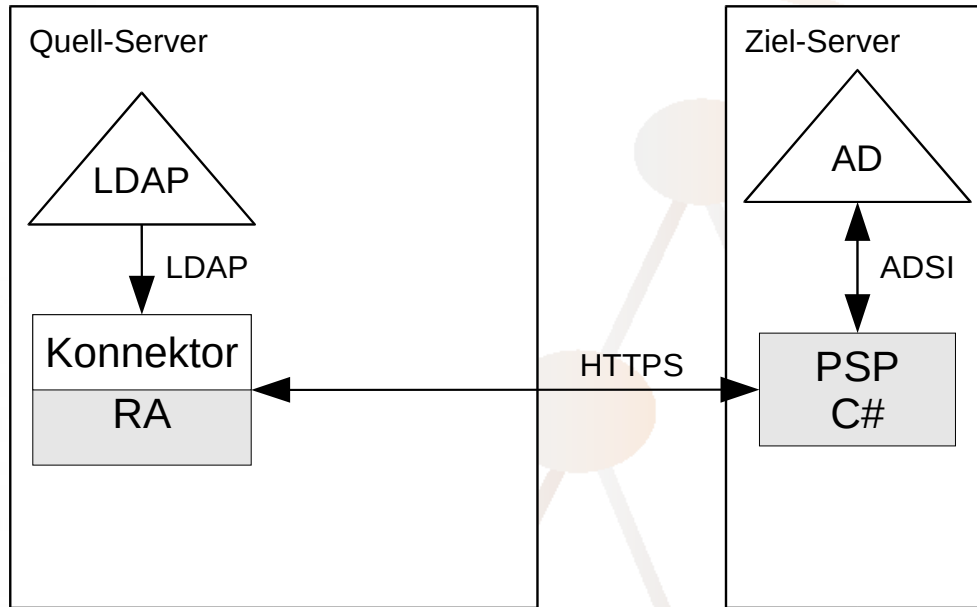 Quell-Server
LDAP
LDAP
Konnektor
RA
HTTPS
Ziel-Server
AD
ADSI
PSP
C#